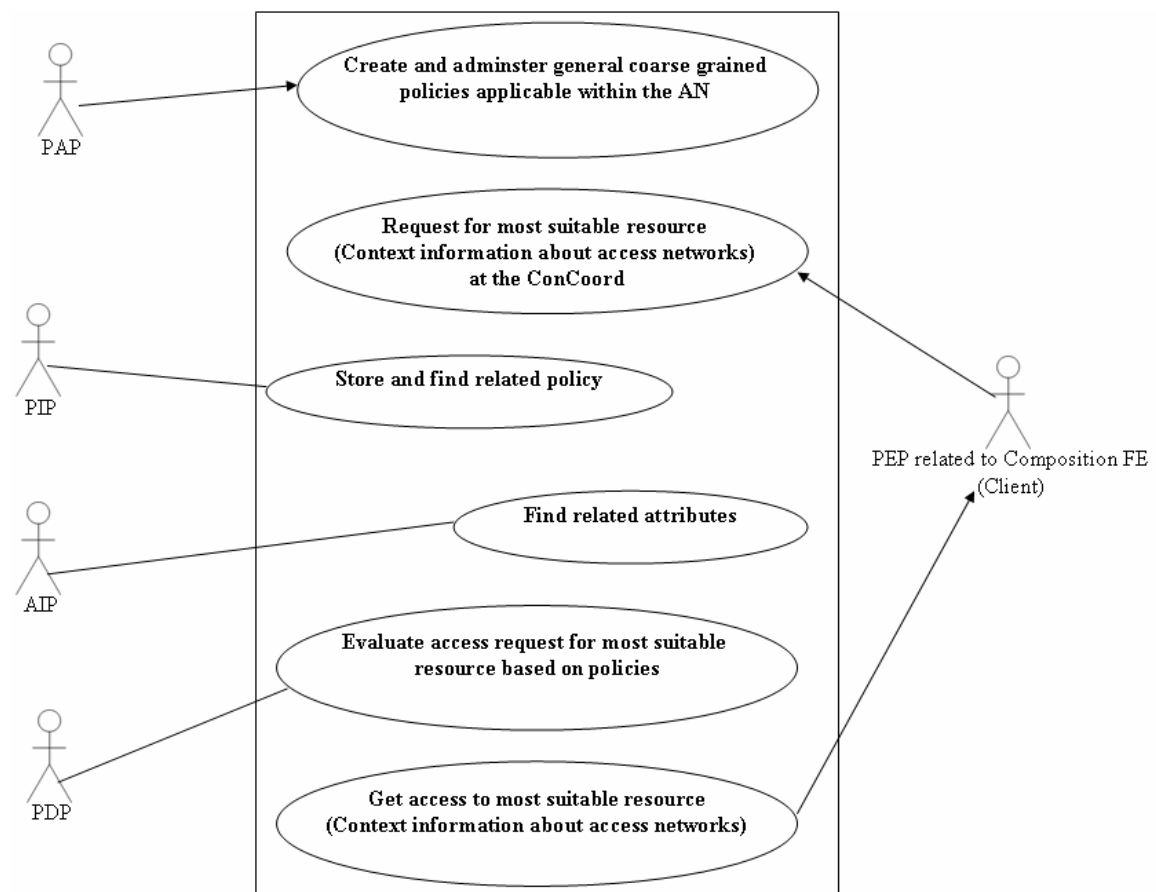 Create and adminster general coarse grained
policies applicable within the AN
PAP
Request for most suitable resource
(Context information about access networks)
at the ConCoord
Store and find related policy
PIP
PEP related to Composition FE
(Client)
Find related attributes
AIP
Evaluate access request for most suitable
resource based on policies
PDP
Get access to most suitable resource
(Context information about access networks)